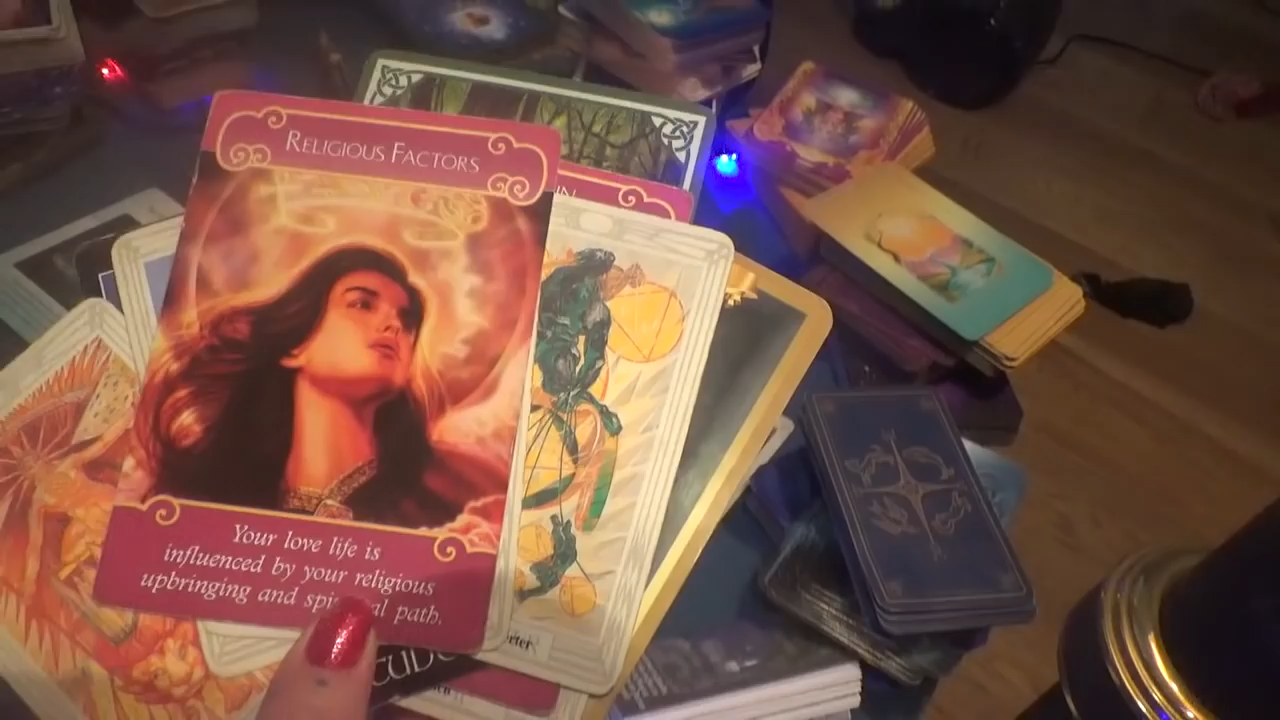 RELIGIOUS FACTORS
Your love life is
influenced by your religious
upbringing and path.